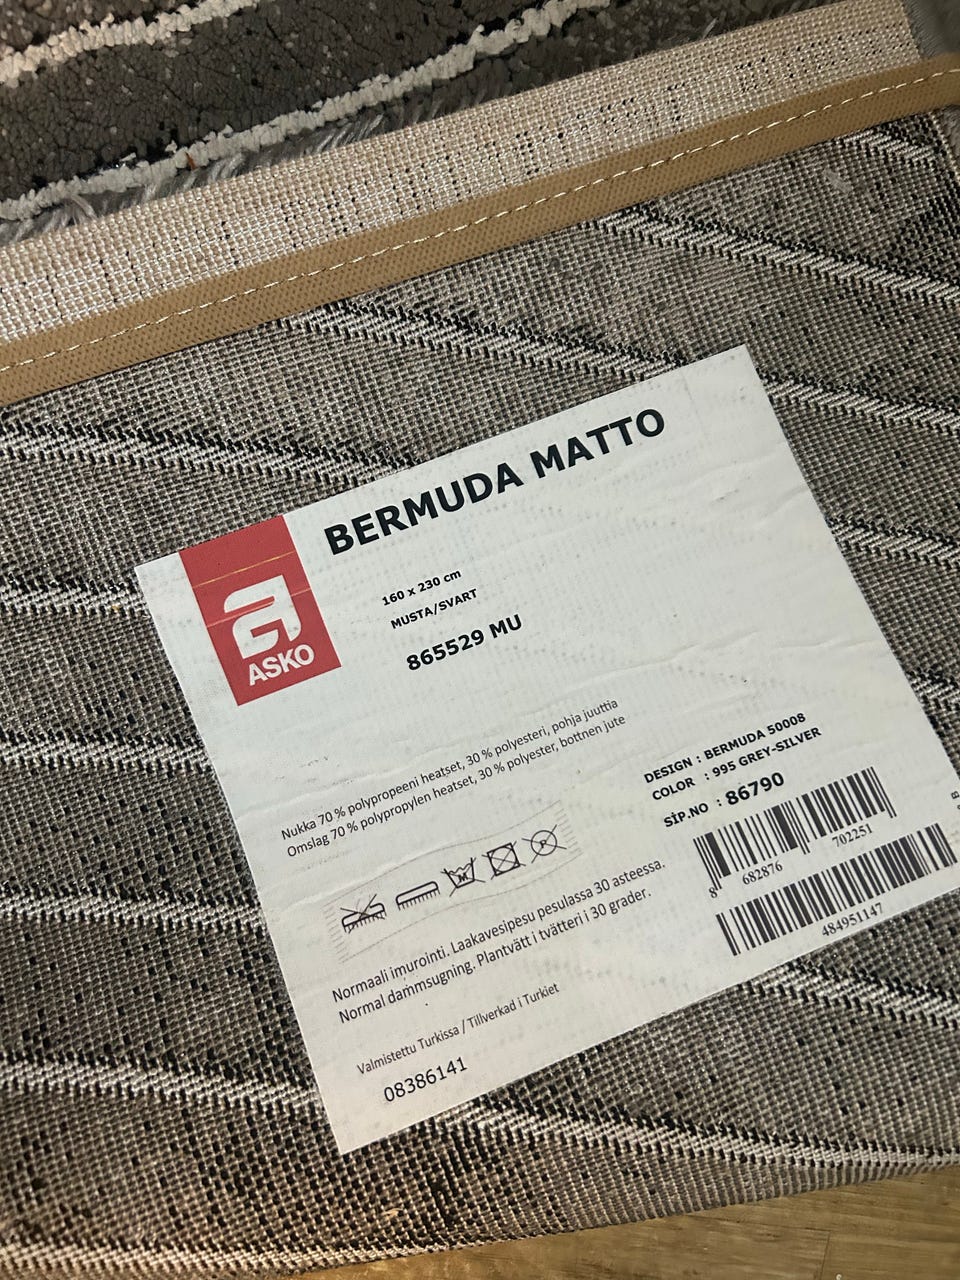 BERMUDA MATTO
ASKO
160 x 230 cm
MUSTA/SVART
865529 MU
Nukka 70 % polypropeeni heatset, 30 % polyesteri, pohja juuttia
Omslag 70 % polypropylen heatset, 30 % polyester, bottnen jute
DESIGN : BERMUDA 50008
COLOR : 995 GREY-SILVER
SİP.NO : 86790
8 682876 702251
484951147
Normaali imurointi. Laakavesipesu pesulassa 30 asteessa.
Normal dammsugning. Plantvätt i tvätteri i 30 grader.
Valmistettu Turkissa / Tillverkad i Turkiet
08386141